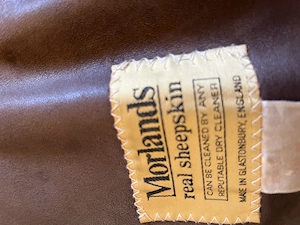 Morlands
real sheepskin
CAN BE CLEANED BY ANY
REPUTABLE DRY CLEANER
MADE IN GLASTONBURY, ENGLAND